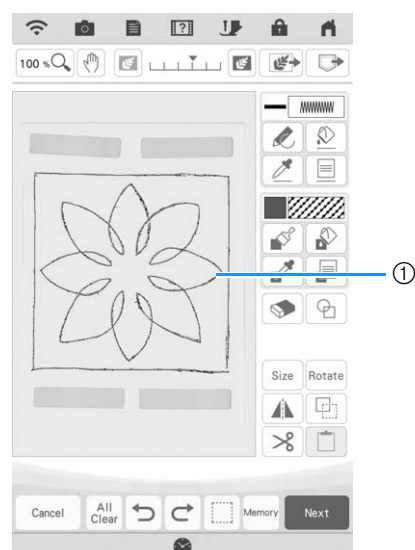 ?
100 %
Size Rotate
Cancel
All
Clear
Memory
Next
①